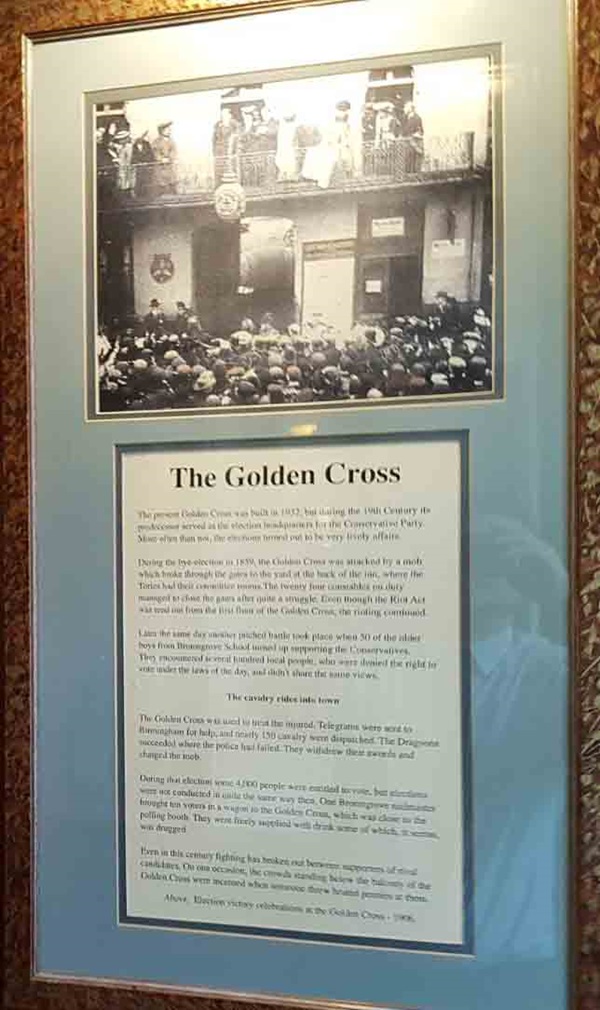 The Golden Cross
The present Golden Cross was built in 1932, but during the 19th Century its
predecessor served as the election headquarters for the Conservative Party.
More often than not, the elections turned out to be very lively affairs.
During the bye-election in 1859, the Golden Cross was attacked by a mob
which broke through the gates to the yard at the back of the inn, where the
Tories had their committee rooms. The twenty four constables on duty
managed to close the gates after quite a struggle. Even though the Riot Act
was read out from the first floor of the Golden Cross, the rioting continued.
Later the same day another pitched battle took place when 50 of the older
boys from Bromsgrove School turned up supporting the Conservatives.
They encountered several hundred local people, who were denied the right to
vote under the laws of the day, and didn't share the same views.
The cavalry rides into town
The Golden Cross was used to treat the injured. Telegrams were sent to
Birmingham for help, and nearly 150 cavalry were dispatched. The Dragoons
succeeded where the police had failed. They withdrew their swords and
charged the mob.
During that election some 4,000 people were entitled to vote, but elections
were not conducted in quite the same way then. One Bromsgrove nailmaster
brought ten voters in a wagon to the Golden Cross, which was close to the
polling booth. They were freely supplied with drink some of which, it seems,
was drugged.
Even in this century fighting has broken out between supporters of rival
candidates. On one occasion, the crowds standing below the balcony of the
Golden Cross were incensed when someone threw heated pennies at them.
Above, Election victory celebrations at the Golden Cross - 1906.